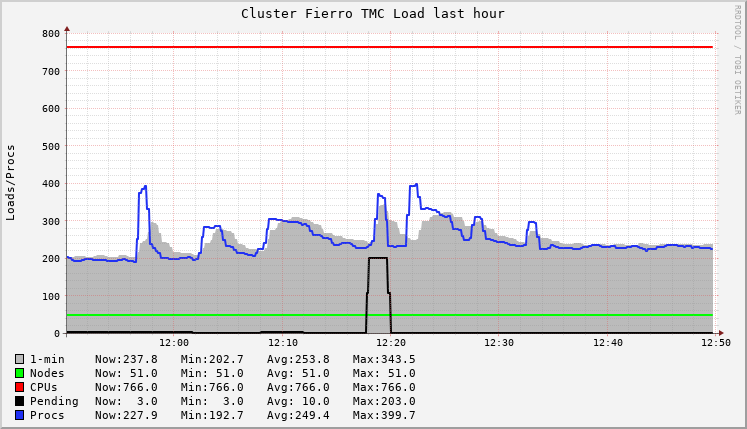 Cluster Fierro TMC Load last hour
RRDTOOL / TOBI OETIKER
Loads/Procs
800
700
600
500
400
300
200
100
0
12:00 12:10 12:20 12:30 12:40 12:50
1-min Now:237.8 Min:202.7 Avg:253.8 Max:343.5
Nodes Now: 51.0 Min: 51.0 Avg: 51.0 Max: 51.0
CPUs Now:766.0 Min:766.0 Avg:766.0 Max:766.0
Pending Now: 3.0 Min: 3.0 Avg: 10.0 Max:203.0
Procs Now:227.9 Min:192.7 Avg:249.4 Max:399.7